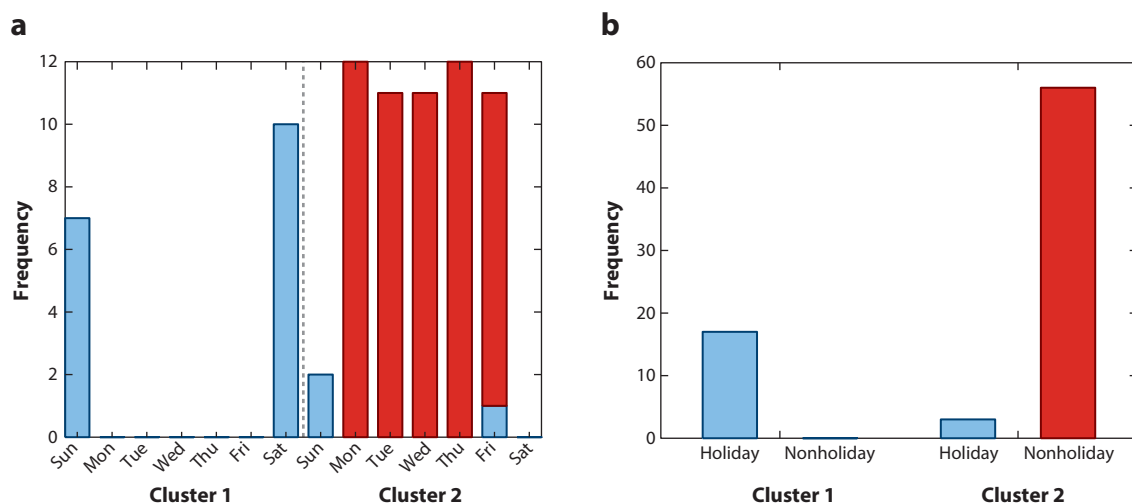 a
12
10
8
6
4
2
0
Frequency
Sun
Mon
Tue
Wed
Thu
Fri
Sat
Sun
Mon
Tue
Wed
Thu
Fri
Sat
Cluster 1
Cluster 2
b
60
50
40
30
20
10
0
Frequency
Holiday
Nonholiday
Holiday
Nonholiday
Cluster 1
Cluster 2